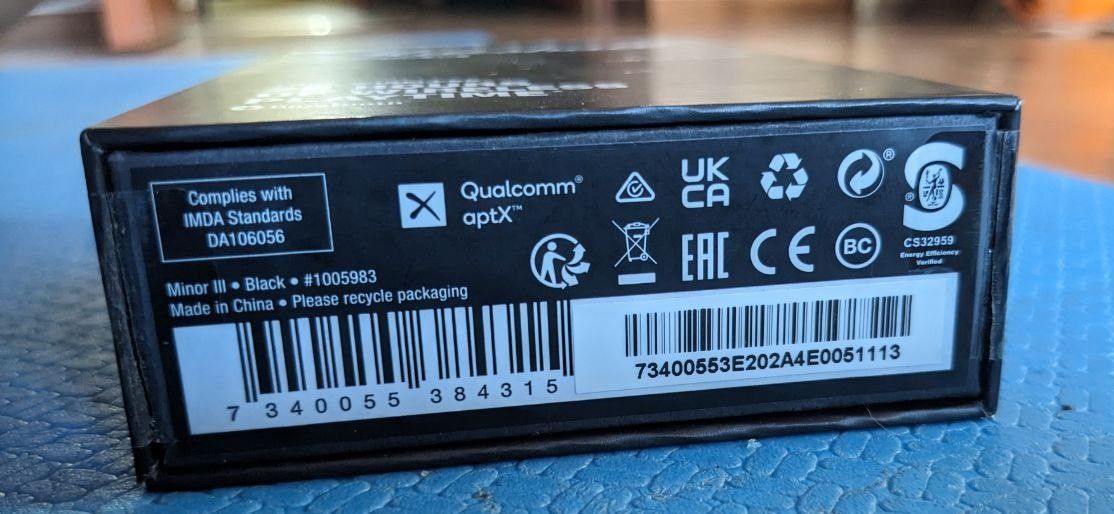 Complies with
IMDA Standards
DA106056
Qualcomm®
aptX™
UK
CA
®
®
CS32959
Energy Efficiency
Verified
EAC
CE
BC
Minor III • Black • #1005983
Made in China • Please recycle packaging
7 340055 384315
73400553E202A4E0051113